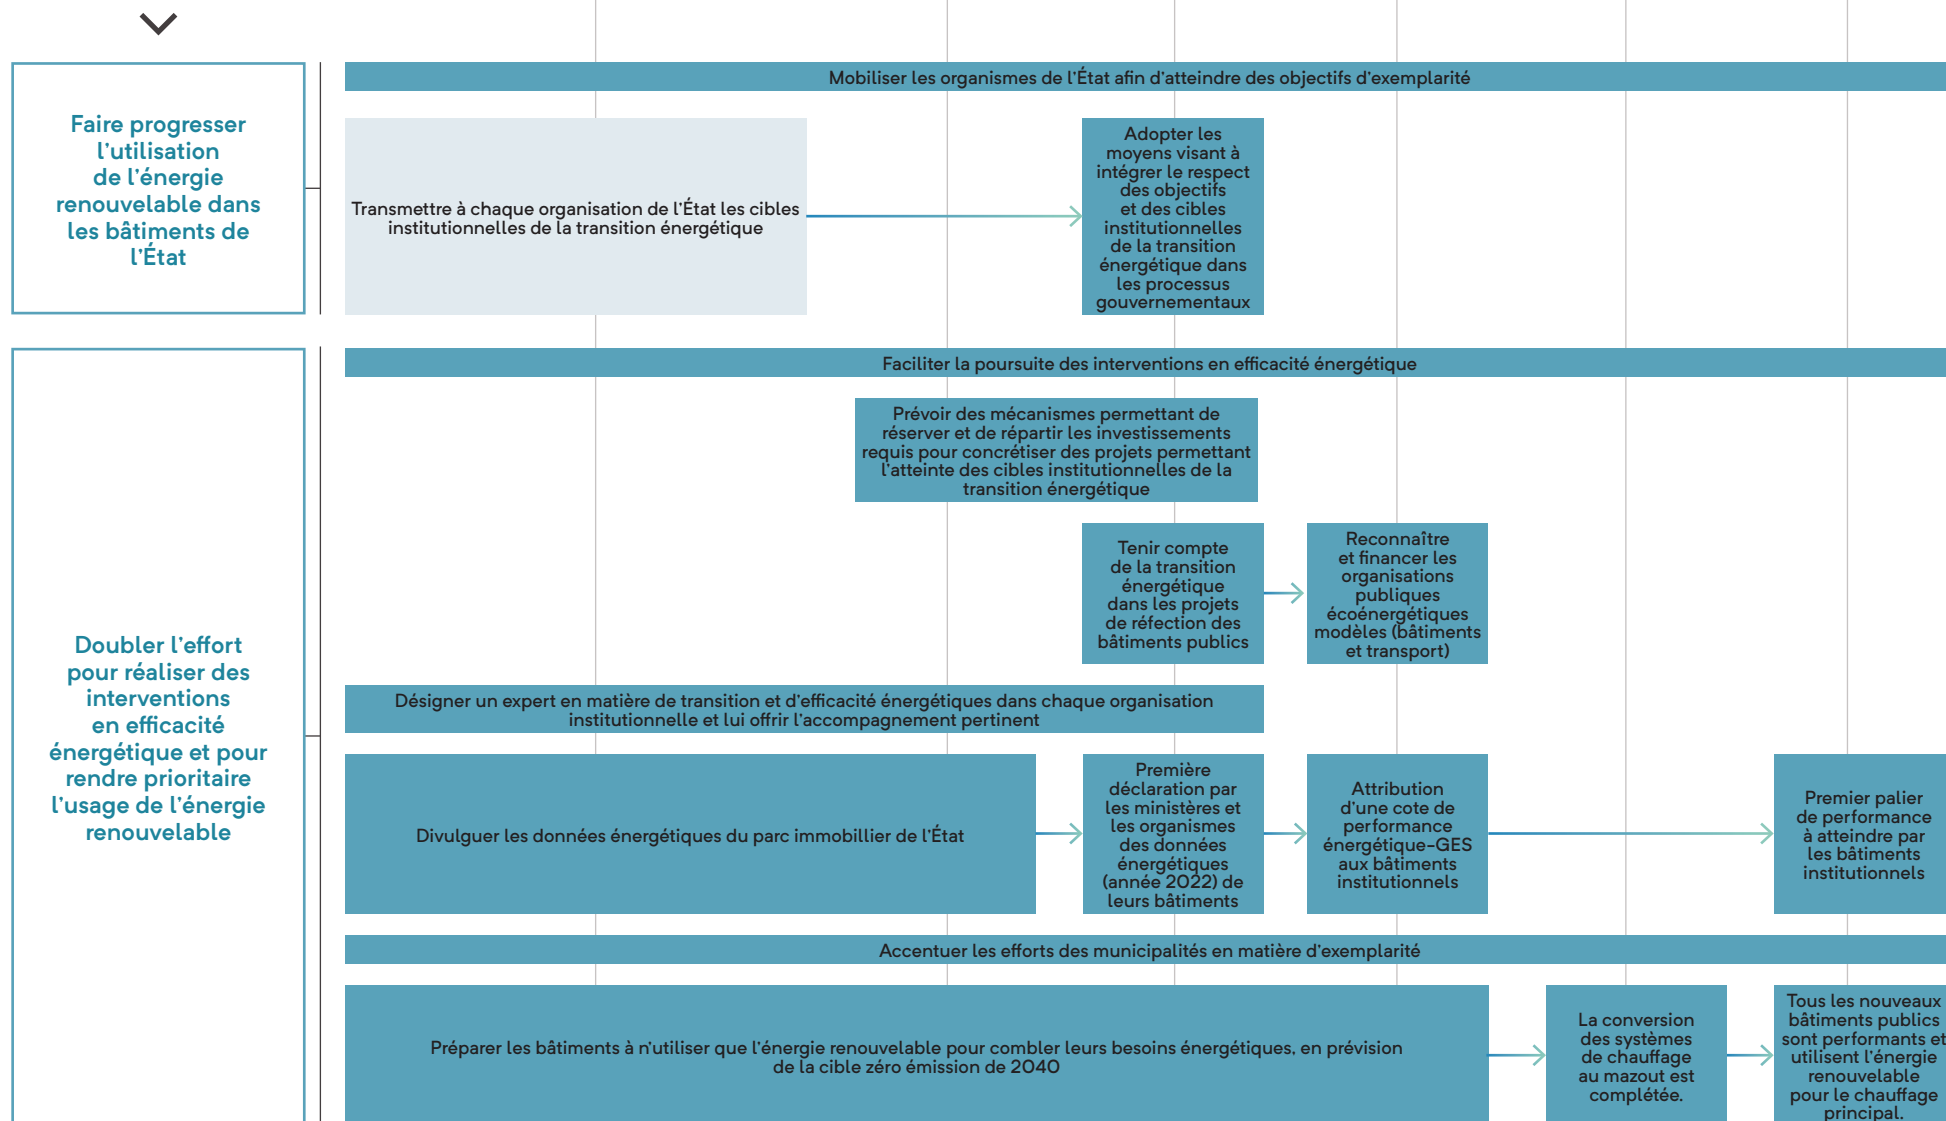 Faire progresser
l'utilisation
de l'énergie
renouvelable dans
les bâtiments de
l'État
Mobiliser les organismes de l'État afin d'atteindre des objectifs d'exemplarité
Transmettre à chaque organisation de l'État les cibles
institutionnelles de la transition énergétique
Adopter les
moyens visant à
intégrer le respect
des objectifs
et des cibles
institutionnelles
de la transition
énergétique dans
les processus
gouvernementaux
Doubler l'effort
pour réaliser des
interventions
en efficacité
énergétique et pour
rendre prioritaire
l'usage de l'énergie
renouvelable
Faciliter la poursuite des interventions en efficacité énergétique
Prévoir des mécanismes permettant de
réserver et de répartir les investissements
requis pour concrétiser des projets permettant
l'atteinte des cibles institutionnelles de la
transition énergétique
Tenir compte
de la transition
énergétique
dans les projets
de réfection des
bâtiments publics
Reconnaître
et financer les
organisations
publiques
écoénergétiques
modèles (bâtiments
et transport)
Désigner un expert en matière de transition et d'efficacité énergétiques dans chaque organisation
institutionnelle et lui offrir l'accompagnement pertinent
Divulguer les données énergétiques du parc immobillier de l'État
Première
déclaration par
les ministères et
les organismes
des données
énergétiques
(année 2022) de
leurs bâtiments
Attribution
d'une cote de
performance
énergétique-GES
aux bâtiments
institutionnels
Premier palier
de performance
à atteindre par
les bâtiments
institutionnels
Accentuer les efforts des municipalités en matière d'exemplarité
Préparer les bâtiments à n'utiliser que l'énergie renouvelable pour combler leurs besoins énergétiques, en prévision
de la cible zéro émission de 2040
La conversion
des systèmes
de chauffage
au mazout est
complétée.
Tous les nouveaux
bâtiments publics
sont performants et
utilisent l'énergie
renouvelable
pour le chauffage
principal.